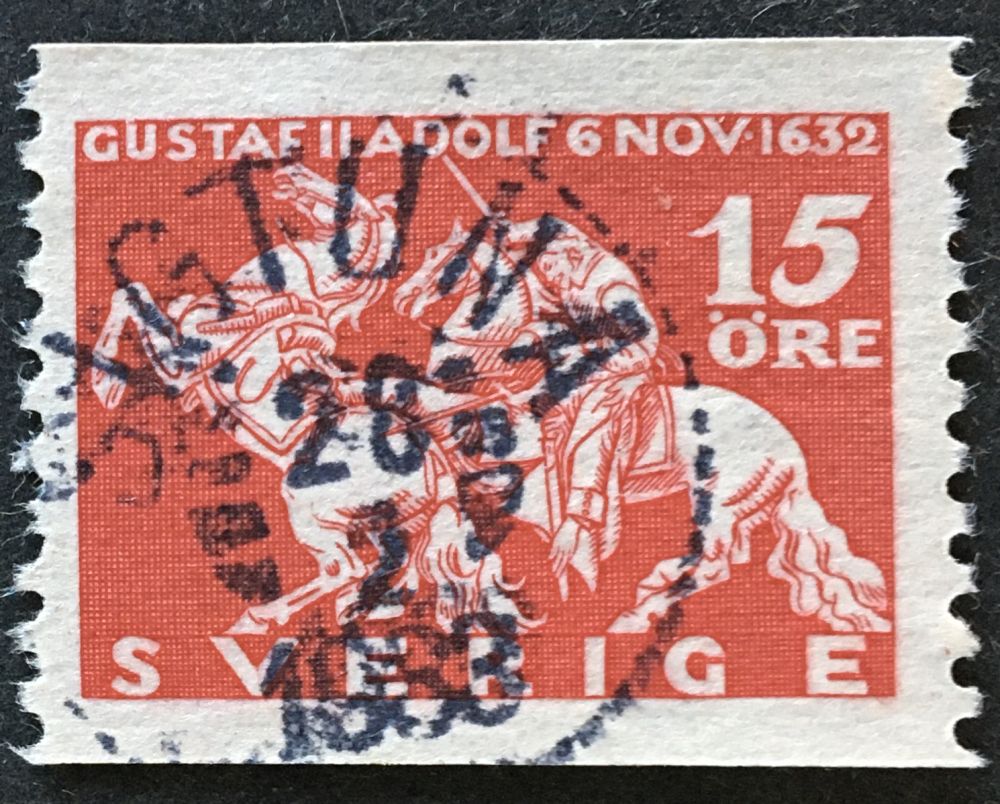 GUSTAF II ADOLF 6 NOV·1632
15
ÖRE
SVERIGE